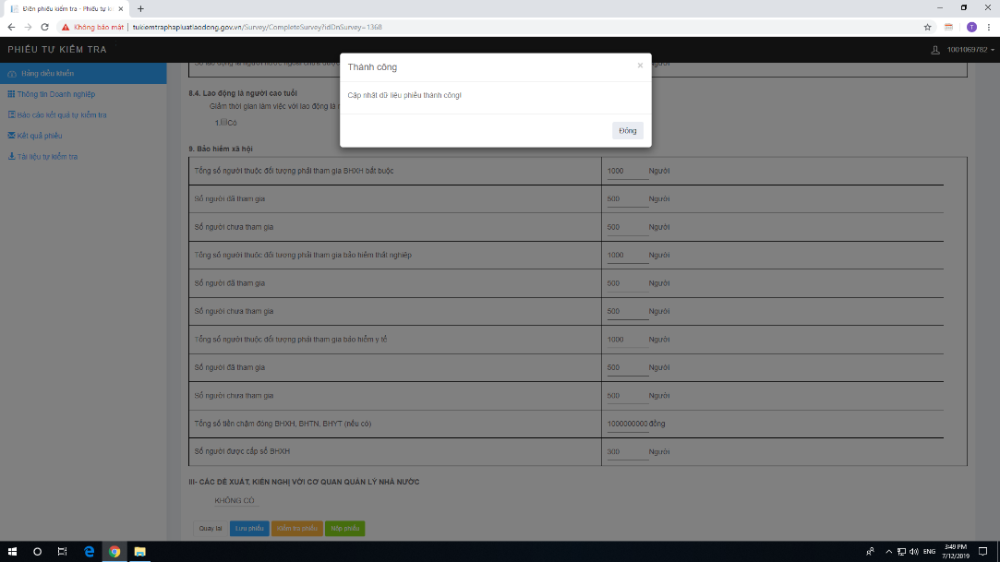 Điền phiếu kiểm tra - Phiếu tự kiể
Không bảo mật | tukiemtraphapluatlaodong.gov.vn/Survey/CompleteSurvey?idDnSurvey=1368
T
PHIẾU TỰ KIỂM TRA
1001069782
Bảng điều khiển
Thông tin Doanh nghiệp
Báo cáo kết quả tự kiểm tra
Kết quả phiếu
Tài liệu tự kiểm tra
Thành công
×
Cập nhật dữ liệu phiếu thành công!
Đóng
8.4. Lao động là người cao tuổi
Giảm thời gian làm việc với lao động là
1. Có
9. Bảo hiểm xã hội
Tổng số người thuộc đối tượng phải tham gia BHXH bắt buộc 1000 Người
Số người đã tham gia 500 Người
Số người chưa tham gia 500 Người
Tổng số người thuộc đối tượng phải tham gia bảo hiểm thất nghiệp 1000 Người
Số người đã tham gia 500 Người
Số người chưa tham gia 500 Người
Tổng số người thuộc đối tượng phải tham gia bảo hiểm y tế 1000 Người
Số người đã tham gia 500 Người
Số người chưa tham gia 500 Người
Tổng số tiền chậm đóng BHXH, BHTN, BHYT (nếu có) 1000000000 đồng
Số người được cấp sổ BHXH 300 Người
III- CÁC ĐỀ XUẤT, KIẾN NGHỊ VỚI CƠ QUAN QUẢN LÝ NHÀ NƯỚC
KHÔNG CÓ
Quay lại Lưu phiếu Kiểm tra phiếu Nộp phiếu
ENG
3:49 PM
7/12/2019